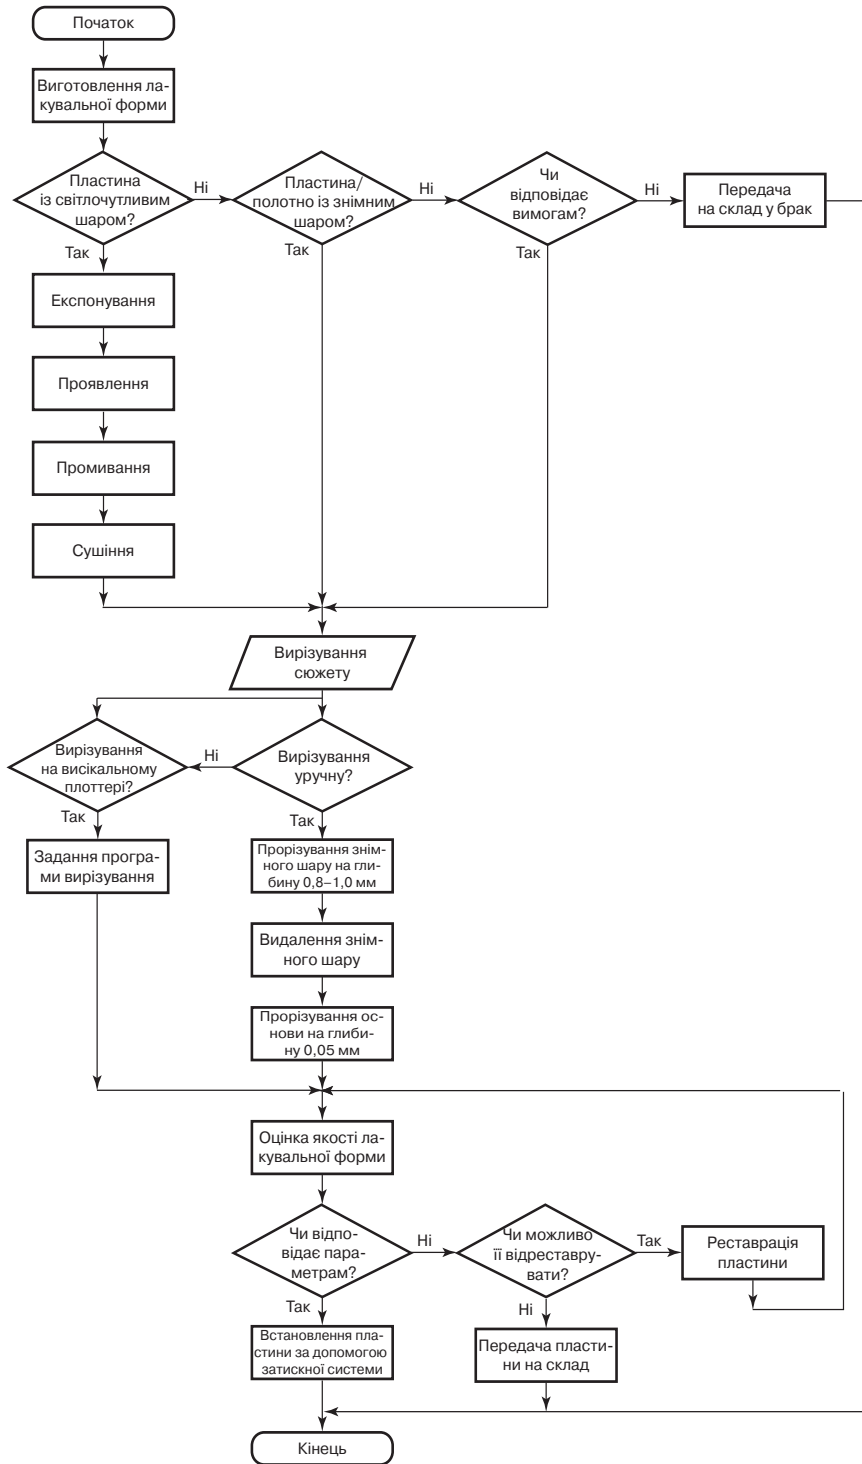 Початок
Виготовлення ла-
кувальної форми
Пластина
із світлочутливим
шаром?
Ні
Пластина/
полотно із знімним
шаром?
Ні
Чи
відповідає
вимогам?
Ні
Передача
на склад у брак
Так
Так
Так
Експонування
Проявлення
Промивання
Сушіння
Вирізування
сюжету
Вирізування
на висікальному
плоттері?
Ні
Вирізування
уручну?
Так
Так
Задання програ-
ми вирізування
Прорізування знім-
ного шару на гли-
бину 0,8–1,0 мм
Видалення знім-
ного шару
Прорізування ос-
нови на глиби-
ну 0,05 мм
Оцінка якості ла-
кувальної форми
Чи відпо-
відає пара-
метрам?
Ні
Чи можливо
її відреставру-
вати?
Так
Реставрація
пластини
Так
Ні
Встановлення пла-
стини за допомогою
затискної системи
Передача пласти-
ни на склад
Кінець